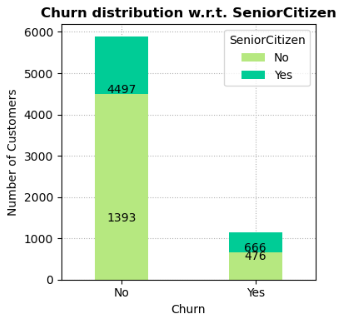 Churn distribution w.r.t. SeniorCitizen
SeniorCitizen
No
Yes
6000
5000
4000
3000
2000
1000
0
4497
1393
666
476
Number of Customers
No
Yes
Churn